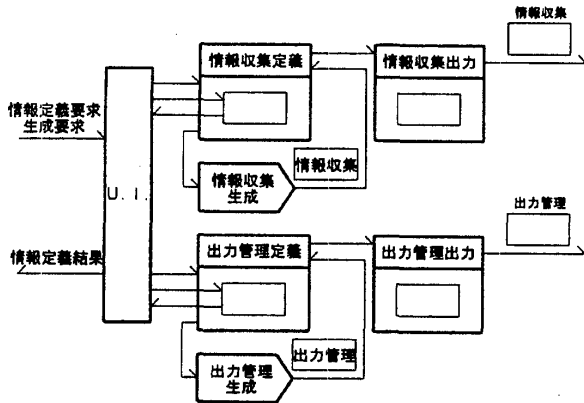 情報収集
情報収集定義
情報収集出力
情報定義要求
生成要求
U. I.
情報収集
情報収集
生成
出力管理
出力管理定義
出力管理出力
情報定義結果
出力管理
出力管理
生成